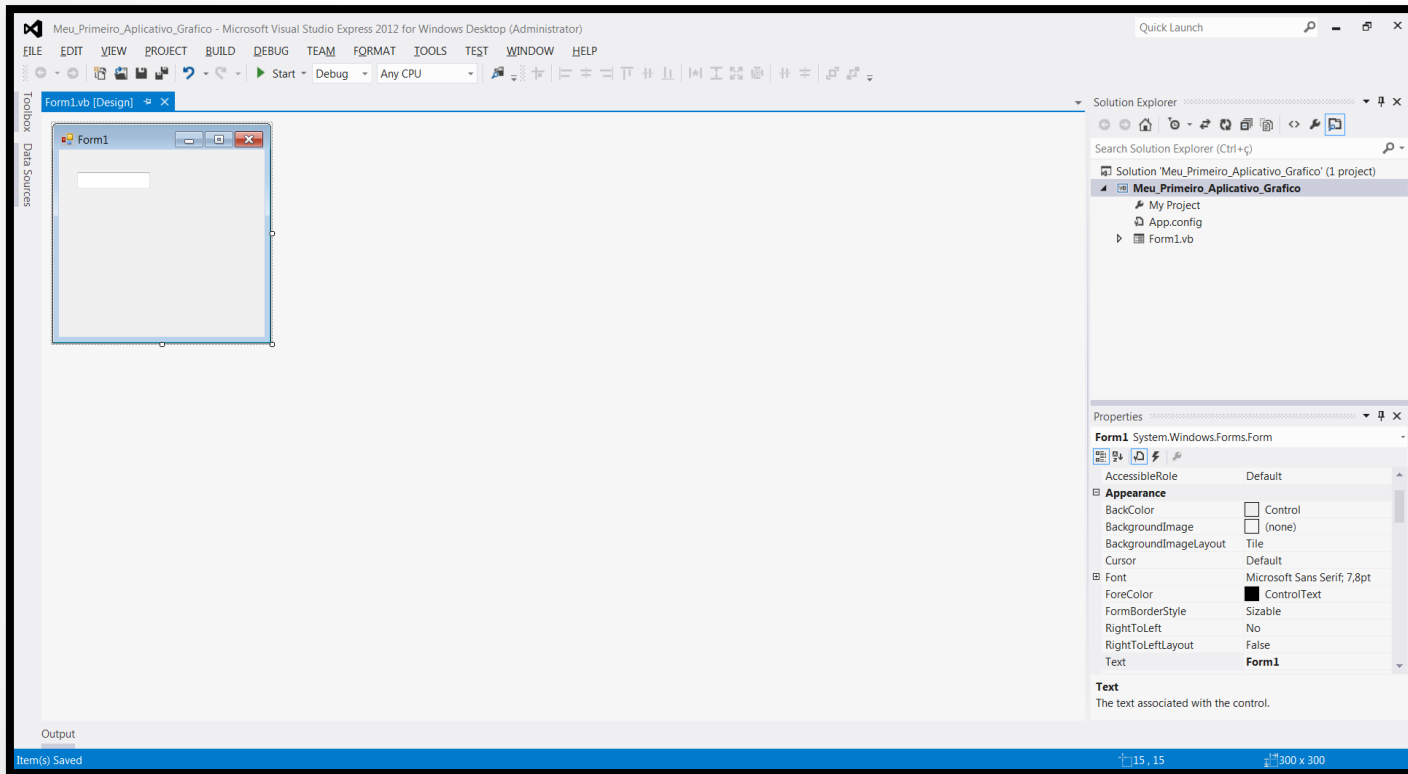 Meu_Primeiro_Aplicativo_Grafico - Microsoft Visual Studio Express 2012 for Windows Desktop (Administrator)
Quick Launch
FILE EDIT VIEW PROJECT BUILD DEBUG TEAM FORMAT TOOLS TEST WINDOW HELP
Start Debug Any CPU
Toolbox
Data Sources
Form1.vb [Design]
Form1
Solution Explorer
Search Solution Explorer (Ctrl+ç)
Solution 'Meu_Primeiro_Aplicativo_Grafico' (1 project)
Meu_Primeiro_Aplicativo_Grafico
My Project
App.config
Form1.vb
Properties
Form1 System.Windows.Forms.Form
AccessibleRole Default
Appearance
BackColor Control
BackgroundImage (none)
BackgroundImageLayout Tile
Cursor Default
Font Microsoft Sans Serif; 7,8pt
ForeColor ControlText
FormBorderStyle Sizable
RightToLeft No
RightToLeftLayout False
Text Form1
Text
The text associated with the control.
Output
Item(s) Saved
15 , 15
300 x 300